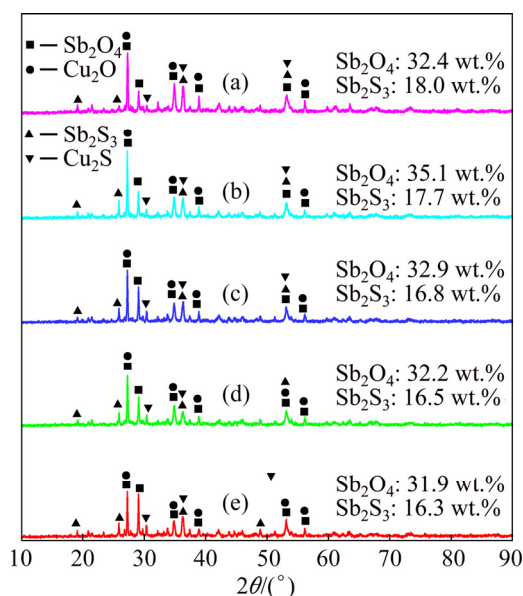 ■ — Sb₂O₄
● — Cu₂O
(a)
Sb₂O₄: 32.4 wt.%
Sb₂S₃: 18.0 wt.%
▲ — Sb₂S₃
▼ — Cu₂S
(b)
Sb₂O₄: 35.1 wt.%
Sb₂S₃: 17.7 wt.%
(c)
Sb₂O₄: 32.9 wt.%
Sb₂S₃: 16.8 wt.%
(d)
Sb₂O₄: 32.2 wt.%
Sb₂S₃: 16.5 wt.%
(e)
Sb₂O₄: 31.9 wt.%
Sb₂S₃: 16.3 wt.%
10 20 30 40 50 60 70 80 90
2θ/(°)